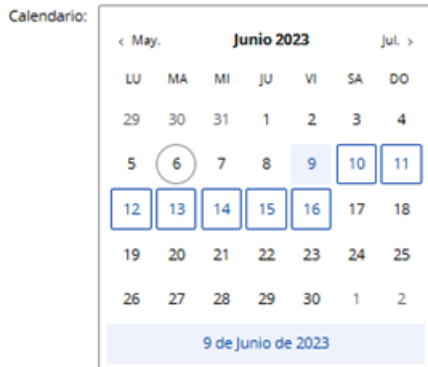 Calendario:
< May. Junio 2023 Jul. >
LU MA MI JU VI SA DO
29 30 31 1 2 3 4
5 6 7 8 9 10 11
12 13 14 15 16 17 18
19 20 21 22 23 24 25
26 27 28 29 30 1 2
9 de Junio de 2023